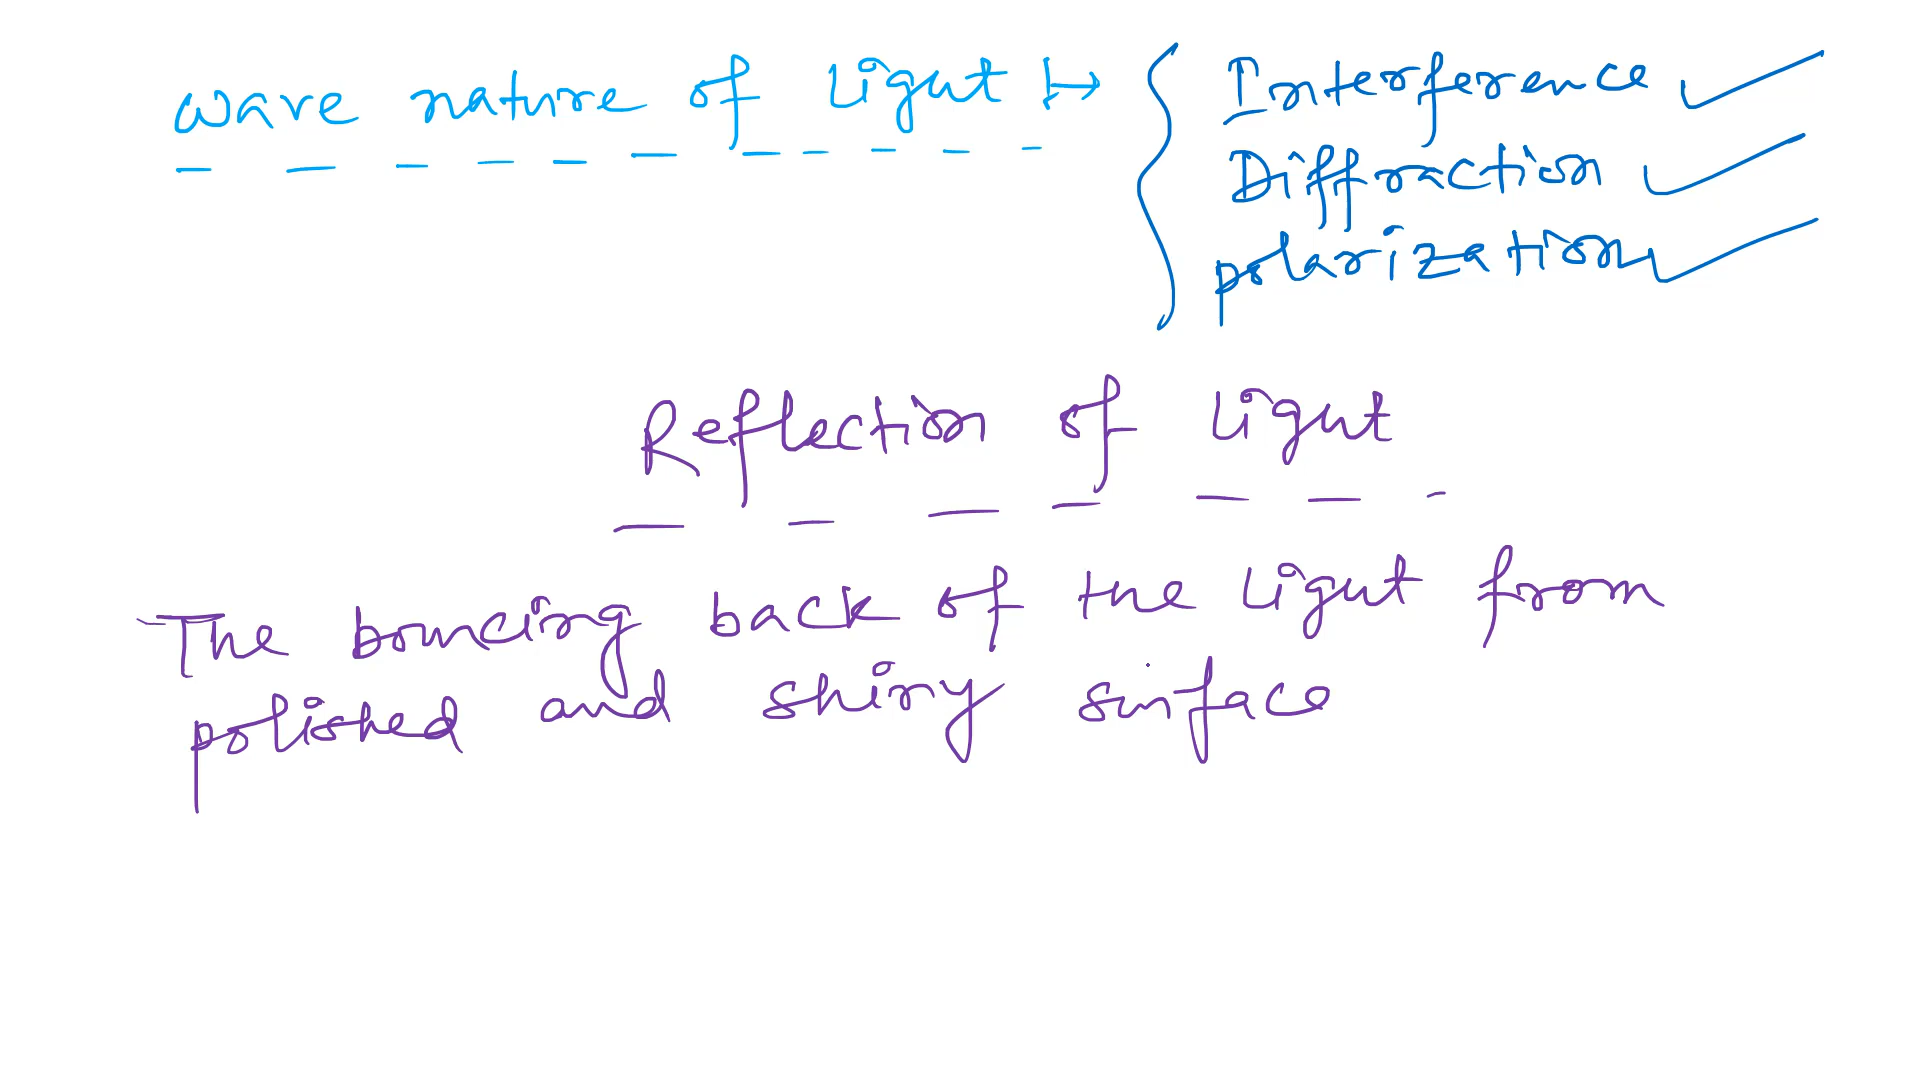 wave nature of light ↦ { Interference ✓
Diffraction ✓
polarization ✓
Reflection of light
The bouncing back of the light from
polished and shiny surface